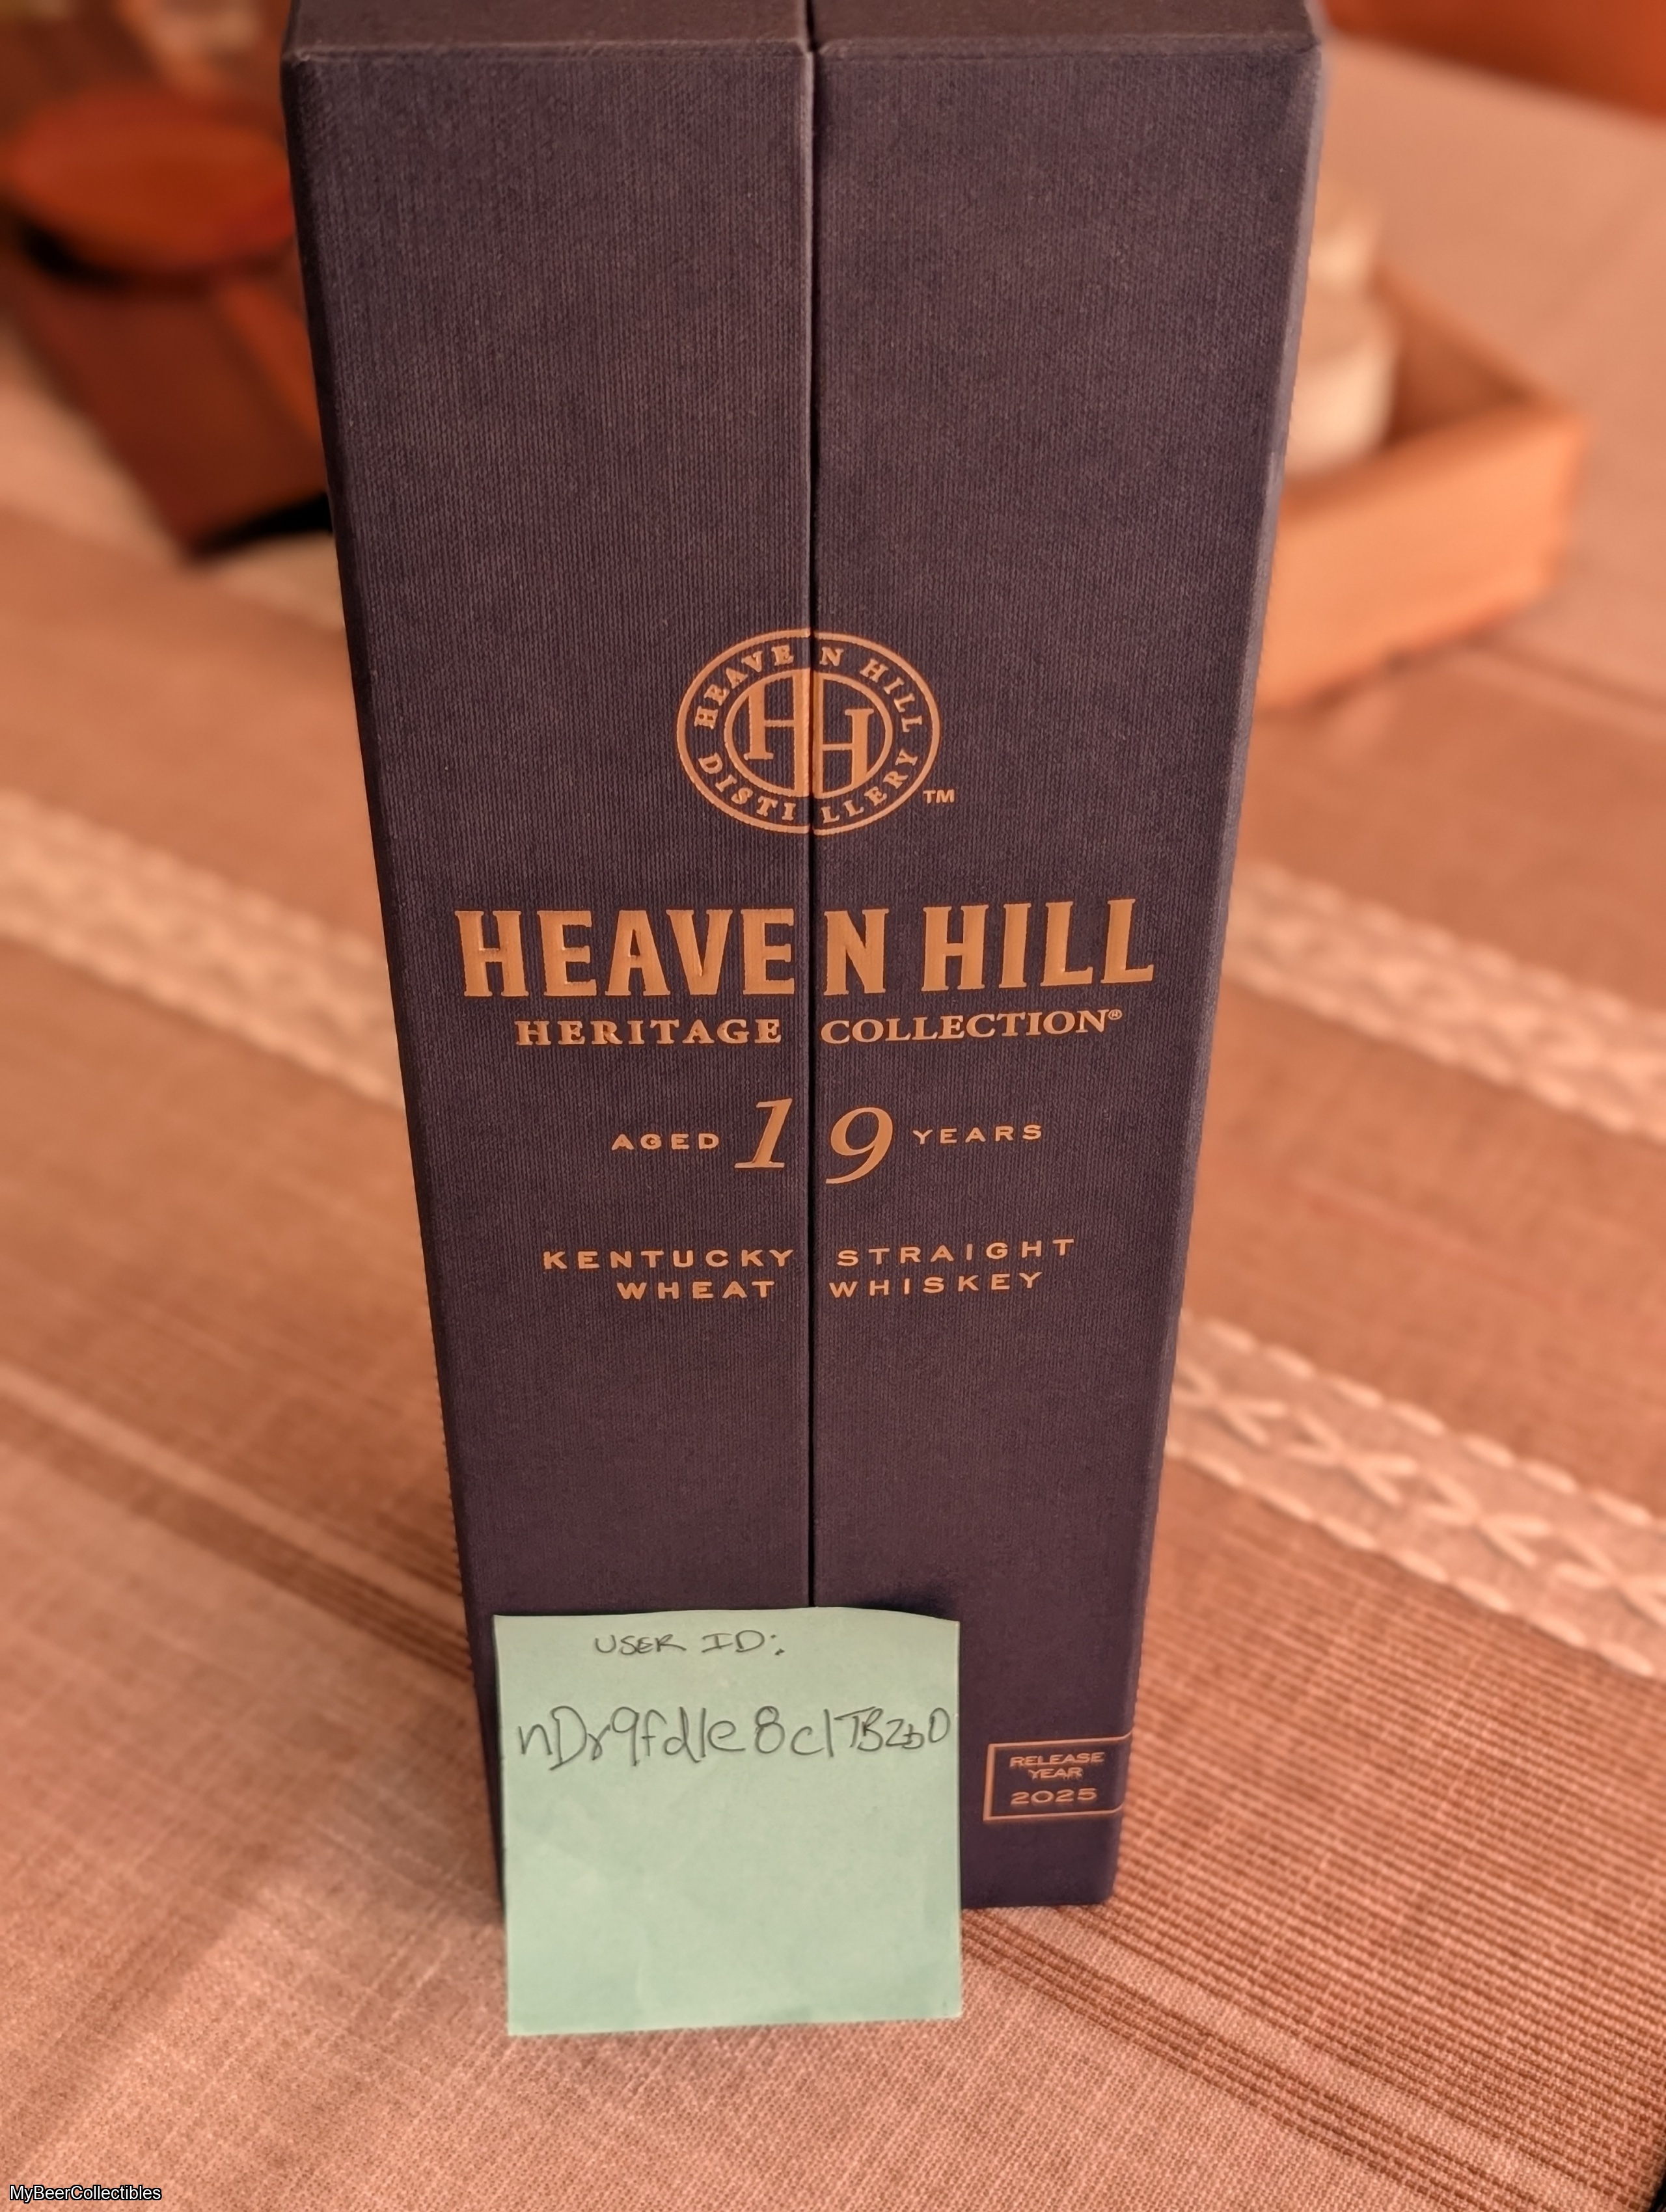 HEAVEN HILL DISTILLERY
HH
TM
HEAVEN HILL
HERITAGE COLLECTION®
AGED 19 YEARS
KENTUCKY STRAIGHT
WHEAT WHISKEY
USER ID:
nDr9fdle8clTBZbD
RELEASE
YEAR
2025
MyBeerCollectibles